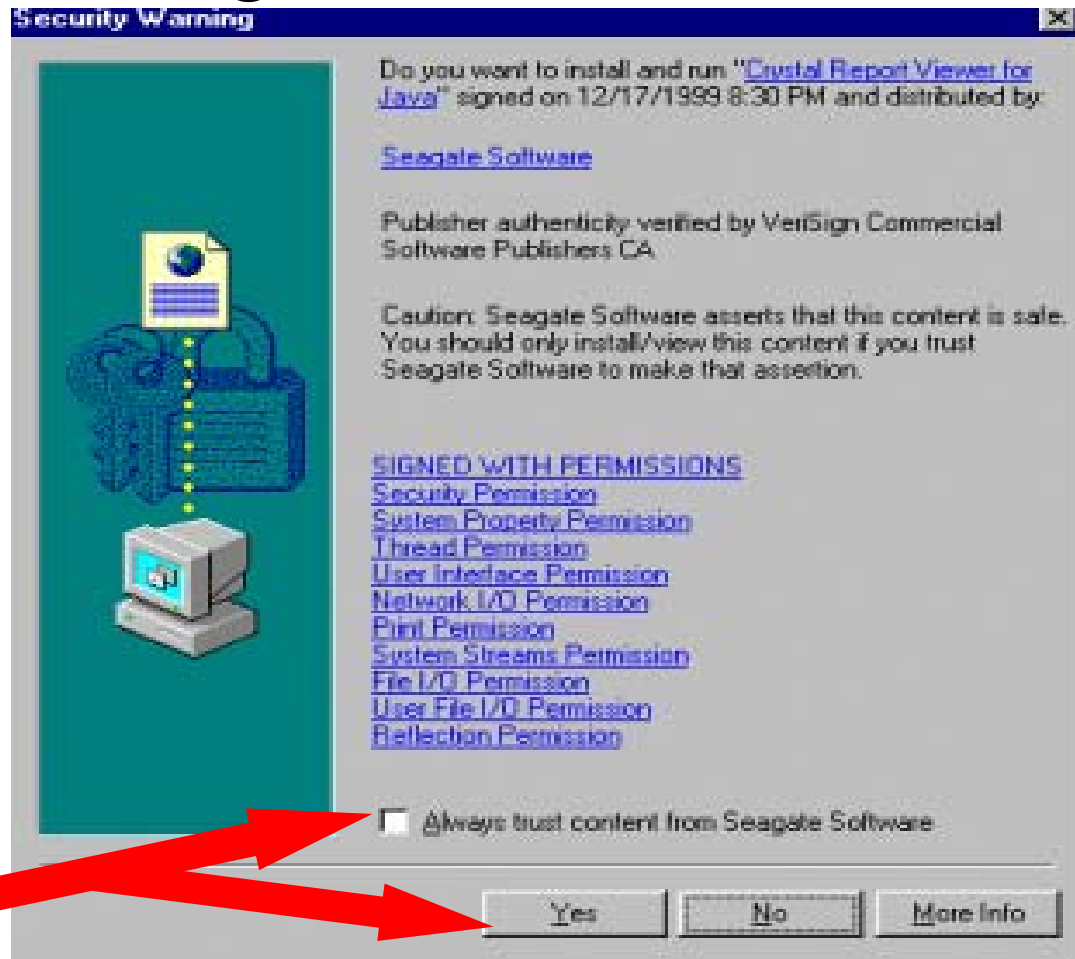 Security Warning
Do you want to install and run "Crystal Report Viewer for
Java" signed on 12/17/1999 8:30 PM and distributed by:
Seagate Software
Publisher authenticity verified by VeriSign Commercial
Software Publishers CA
Caution: Seagate Software asserts that this content is safe.
You should only install/view this content if you trust
Seagate Software to make that assertion.
SIGNED WITH PERMISSIONS
Security Permission
System Property Permission
Thread Permission
User Interface Permission
Network I/O Permission
Print Permission
System Streams Permission
File I/O Permission
User File I/O Permission
Reflection Permission
Always trust content from Seagate Software
Yes No More Info